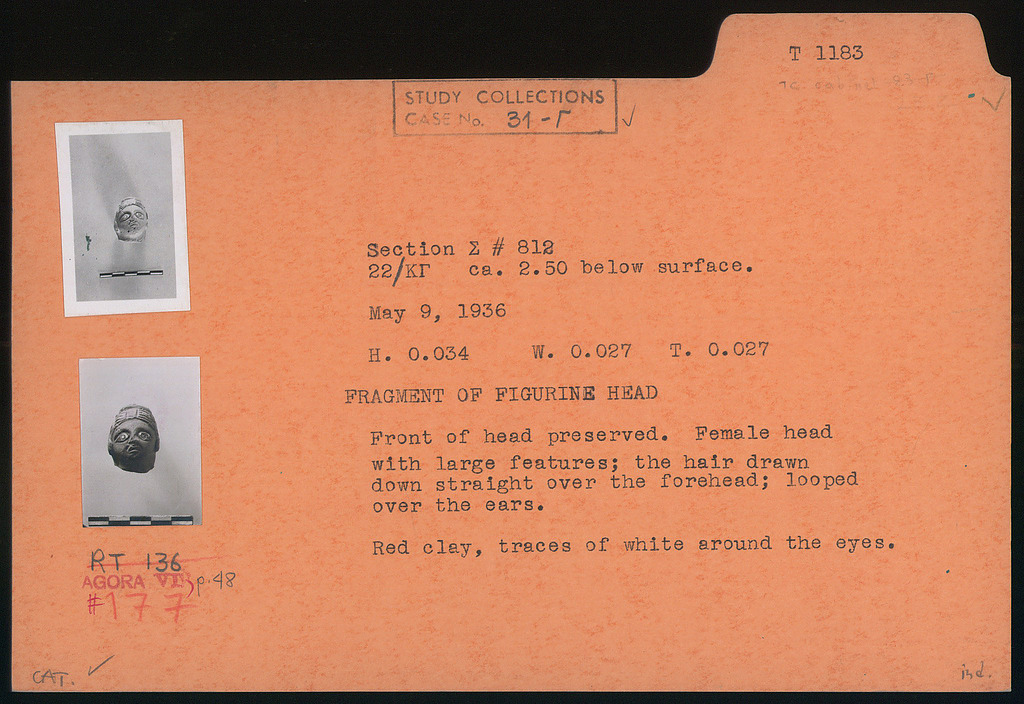 T 1183
STUDY COLLECTIONS
CASE No. 31-Γ
Section Σ # 812
22/ΚΓ ca. 2.50 below surface.
May 9, 1936
H. 0.034 W. 0.027 T. 0.027
FRAGMENT OF FIGURINE HEAD
Front of head preserved. Female head
with large features; the hair drawn
down straight over the forehead; looped
over the ears.
Red clay, traces of white around the eyes.
RT 136
AGORA VI, p.48
#177
CAT.
ind.